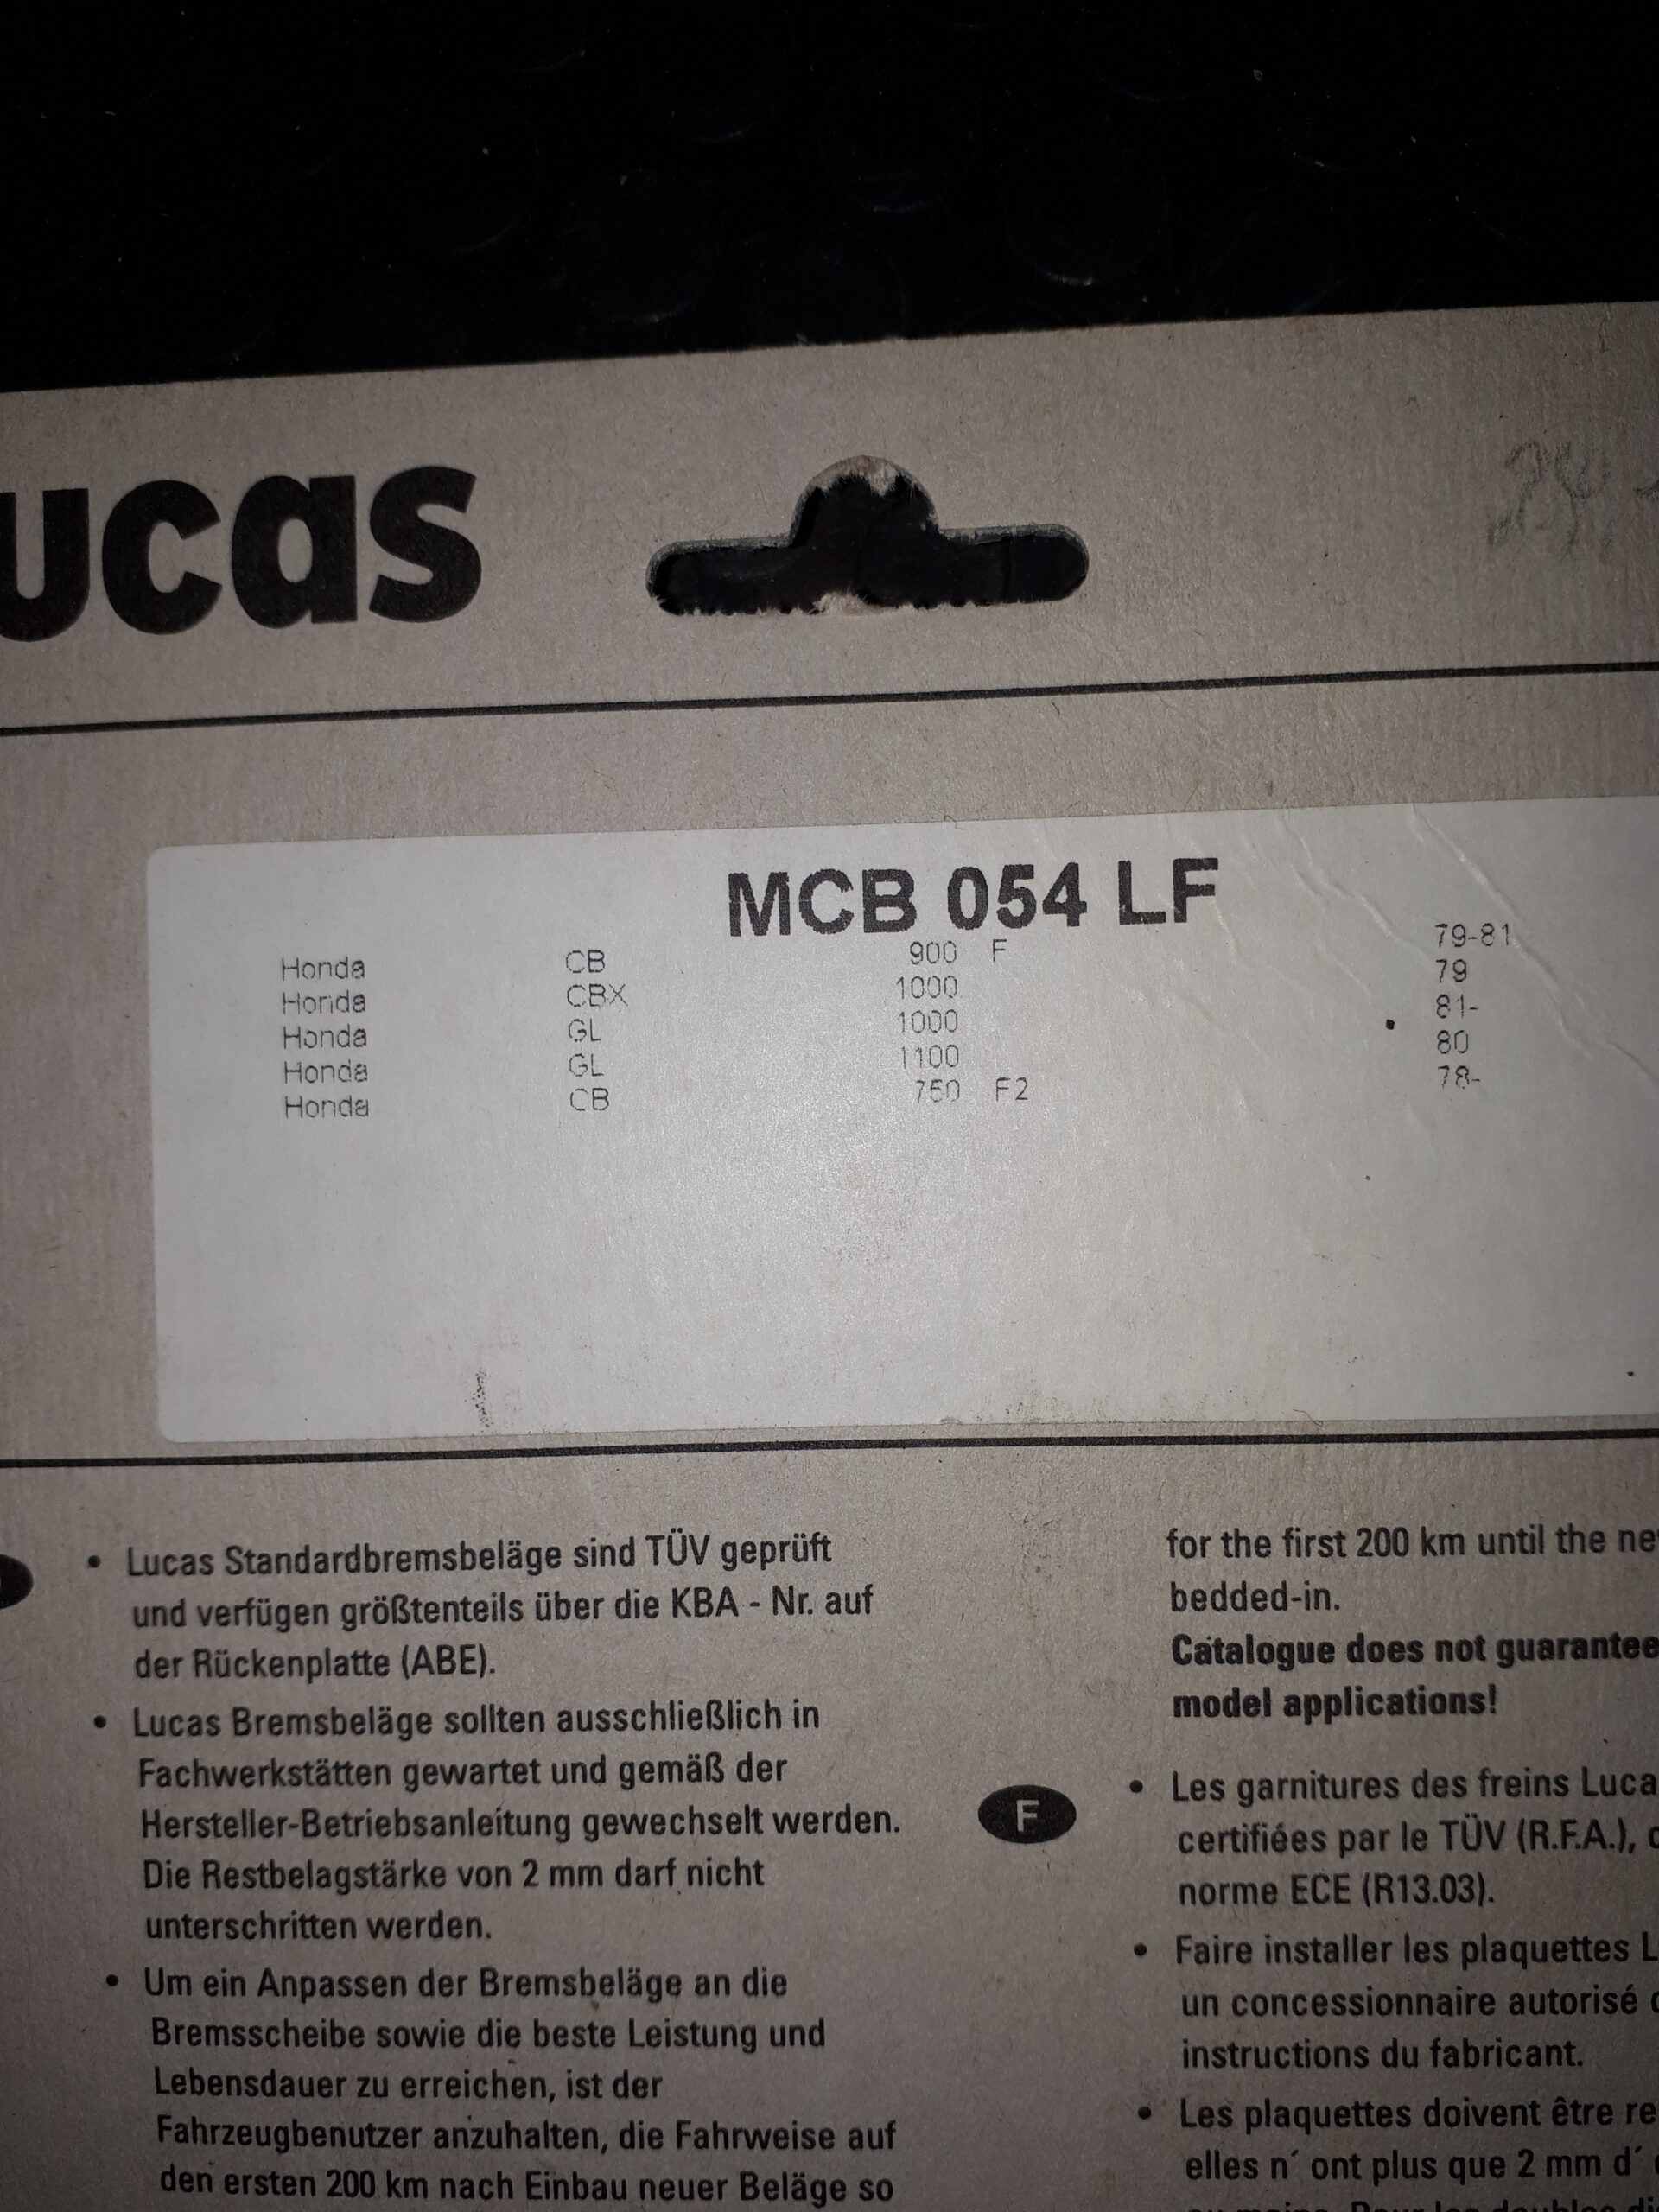 ucas
MCB 054 LF
Honda CB 900 F 79-81
Honda CBX 1000 79
Honda GL 1000 81-
Honda GL 1100 80
Honda CB 750 F2 78-
• Lucas Standardbremsbeläge sind TÜV geprüft
und verfügen größtenteils über die KBA - Nr. auf
der Rückenplatte (ABE).
• Lucas Bremsbeläge sollten ausschließlich in
Fachwerkstätten gewartet und gemäß der
Hersteller-Betriebsanleitung gewechselt werden.
Die Restbelagstärke von 2 mm darf nicht
unterschritten werden.
• Um ein Anpassen der Bremsbeläge an die
Bremsscheibe sowie die beste Leistung und
Lebensdauer zu erreichen, ist der
Fahrzeugbenutzer anzuhalten, die Fahrweise auf
den ersten 200 km nach Einbau neuer Beläge so
for the first 200 km until the
bedded-in.
Catalogue does not guarantee
model applications!
F
• Les garnitures des freins Luca
certifiées par le TÜV (R.F.A.),
norme ECE (R13.03).
• Faire installer les plaquettes L
un concessionnaire autorisé
instructions du fabricant.
• Les plaquettes doivent être re
elles n´ ont plus que 2 mm d´